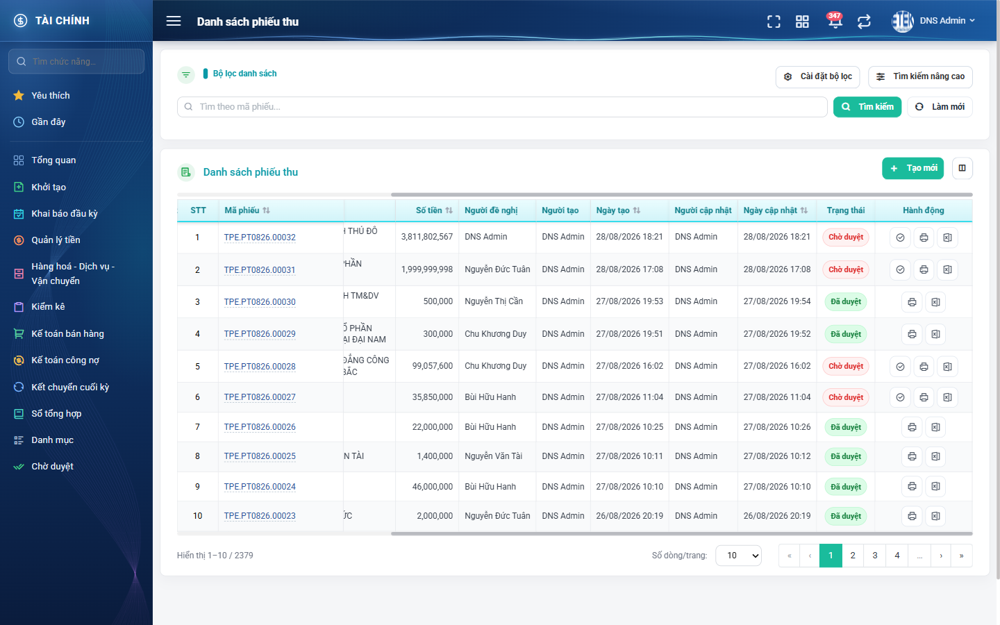 TÀI CHÍNH
Danh sách phiếu thu
347
DNS Admin
Tìm chức năng...
Yêu thích
Gần đây
Tổng quan
Khởi tạo
Khai báo đầu kỳ
Quản lý tiền
Hàng hoá - Dịch vụ -
Vận chuyển
Kiểm kê
Kế toán bán hàng
Kế toán công nợ
Kết chuyển cuối kỳ
Sổ tổng hợp
Danh mục
Chờ duyệt
Bộ lọc danh sách
Cài đặt bộ lọc
Tìm kiếm nâng cao
Tìm theo mã phiếu...
Tìm kiếm
Làm mới
Danh sách phiếu thu
Tạo mới
STT Mã phiếu Số tiền Người đề nghị Người tạo Ngày tạo Người cập nhật Ngày cập nhật Trạng thái Hành động
1 TPE.PT0826.00032 THỦ ĐÔ 3,811,802,567 DNS Admin DNS Admin 28/08/2026 18:21 DNS Admin 28/08/2026 18:21 Chờ duyệt
2 TPE.PT0826.00031 PHẦN 1,999,999,998 Nguyễn Đức Tuân DNS Admin 28/08/2026 17:08 DNS Admin 28/08/2026 17:08 Chờ duyệt
3 TPE.PT0826.00030 H TM&DV 500,000 Nguyễn Thị Cần DNS Admin 27/08/2026 19:53 DNS Admin 27/08/2026 19:54 Đã duyệt
4 TPE.PT0826.00029 Ổ PHẦN ẠI ĐẠI NAM 300,000 Chu Khương Duy DNS Admin 27/08/2026 19:51 DNS Admin 27/08/2026 19:52 Đã duyệt
5 TPE.PT0826.00028 ĐẲNG CÔNG BẮC 99,057,600 Chu Khương Duy DNS Admin 27/08/2026 16:02 DNS Admin 27/08/2026 16:02 Chờ duyệt
6 TPE.PT0826.00027 35,850,000 Bùi Hữu Hanh DNS Admin 27/08/2026 11:04 DNS Admin 27/08/2026 11:04 Chờ duyệt
7 TPE.PT0826.00026 22,000,000 Bùi Hữu Hanh DNS Admin 27/08/2026 10:25 DNS Admin 27/08/2026 10:26 Đã duyệt
8 TPE.PT0826.00025 N TÀI 1,400,000 Nguyễn Văn Tài DNS Admin 27/08/2026 10:11 DNS Admin 27/08/2026 10:12 Đã duyệt
9 TPE.PT0826.00024 46,000,000 Bùi Hữu Hanh DNS Admin 27/08/2026 10:10 DNS Admin 27/08/2026 10:10 Đã duyệt
10 TPE.PT0826.00023 ỨC 2,000,000 Nguyễn Đức Tuân DNS Admin 26/08/2026 20:19 DNS Admin 26/08/2026 20:19 Đã duyệt
Hiển thị 1–10 / 2379
Số dòng/trang: 10
« ‹ 1 2 3 4 ... › »